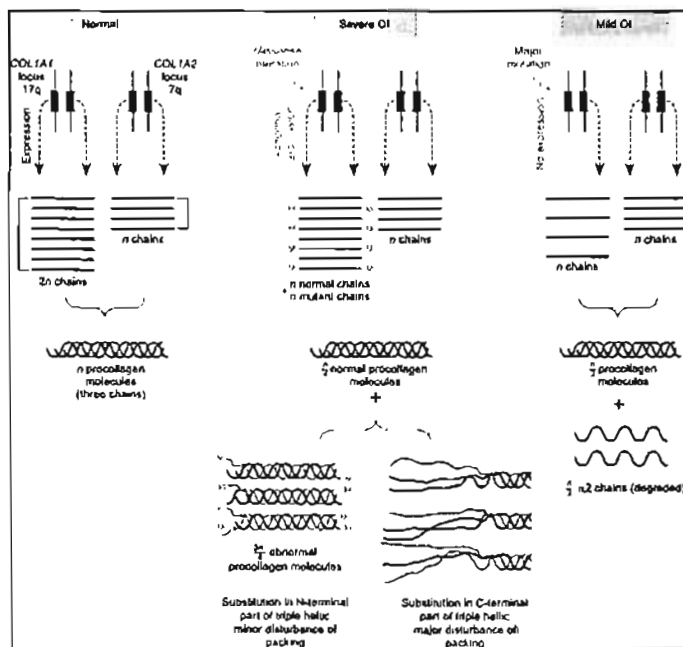 Normal
Severe OI
Mild OI
COL1A1
locus
17q
COL1A2
locus
7q
Expression
2n chains
n chains
n procollagen
molecules
(three chains)
n chains
n normal chains
+ n mutant chains
normal procollagen
molecules
+
abnormal
procollagen molecules
Substitution in N-terminal
part of triple helic
minor disturbance of
packing
Substitution in C-terminal
part of triple helic
major disturbance of
packing
Major
mutation
No expression
n chains
n chains
n/2 procollagen
molecules
+
chains (degraded)